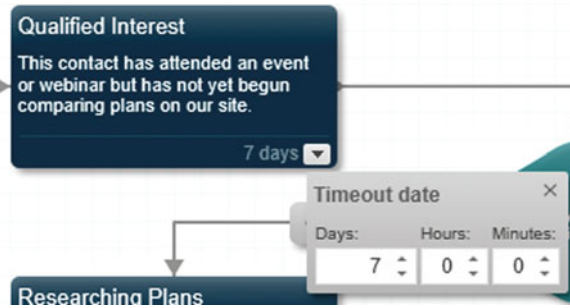 Qualified Interest
This contact has attended an event
or webinar but has not yet begun
comparing plans on our site.
7 days
Timeout date
Days: Hours: Minutes:
7 0 0
Researching Plans